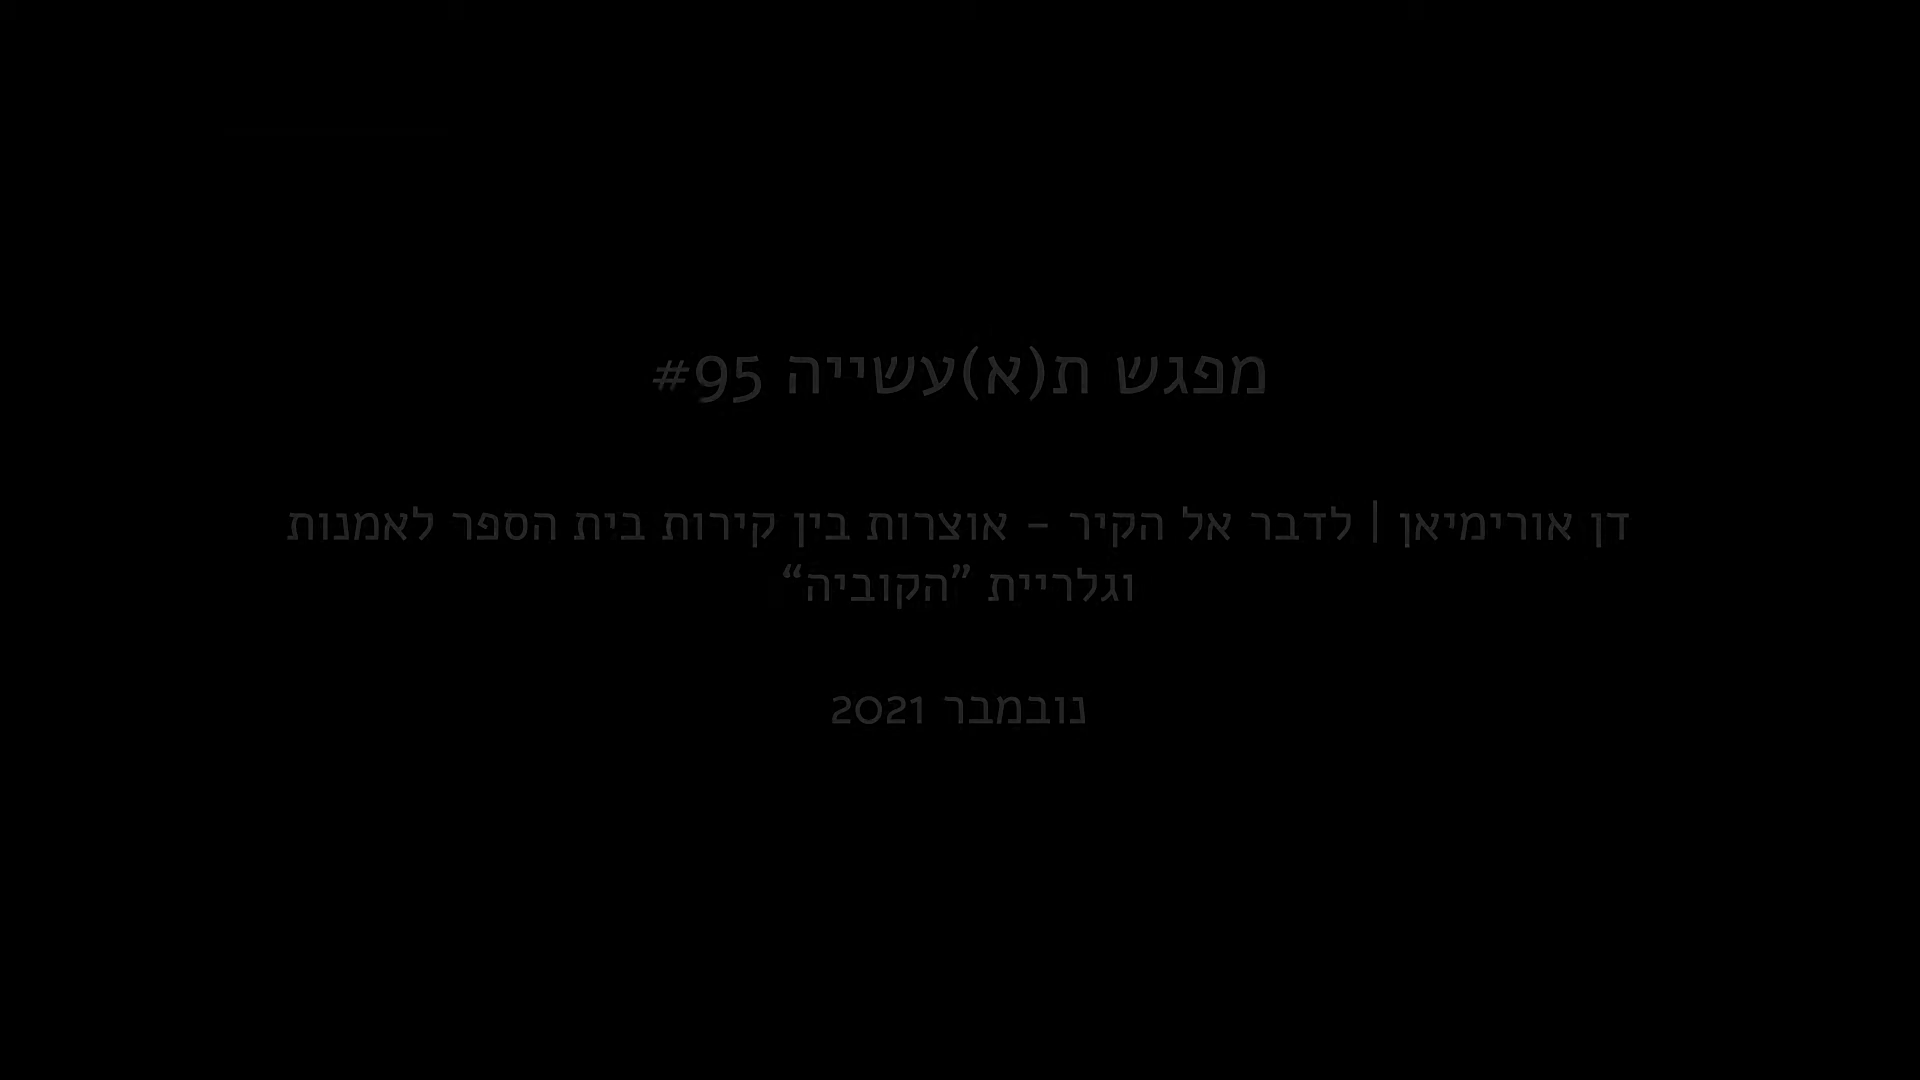 מפגש ת(א)עשייה 95#
דן אורימיאן | לדבר אל הקיר - אוצרות בין קירות בית הספר לאמנות
וגלריית ”הקוביה“
נובמבר 2021